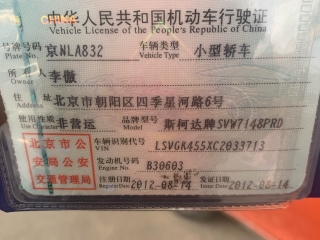 中华人民共和国机动车行驶证
Vehicle License of the People's Republic of China
号牌号码 京NLA832 车辆类型 小型轿车
Plate No. Vehicle Type
所有人 李傲
Owner
住址 北京市朝阳区四季星河路6号
Address
使用性质 非营运 品牌型号 斯柯达牌SVW7148PRD
Use Character Model
北京市公 车辆识别代号 LSVGK455XC2033713
VIN
安局公安 发动机号码 B30603
Engine No.
交通管理局 注册日期 2012-08-14 发证日期 2012-08-14
Register Date Issue Date